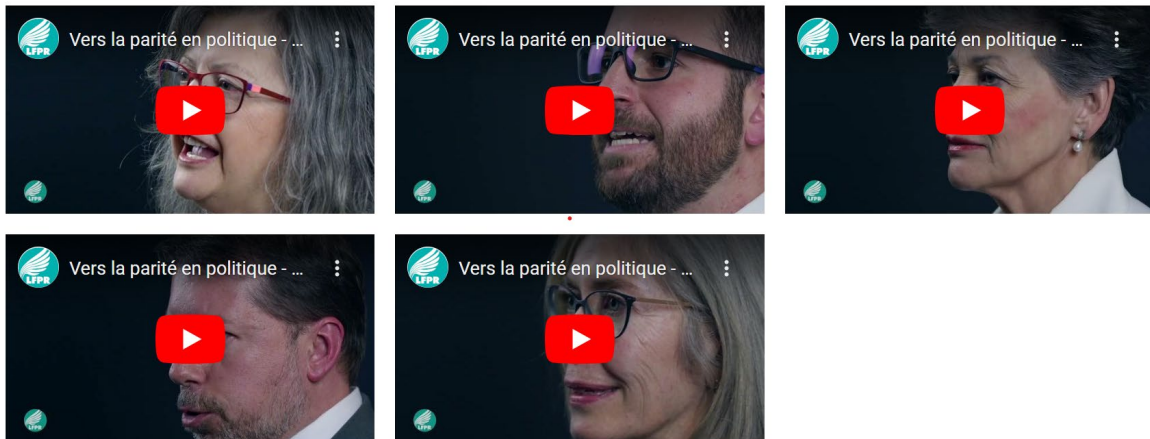 LFPR
Vers la parité en politique - ...
LFPR
LFPR
Vers la parité en politique - ...
LFPR
LFPR
Vers la parité en politique - ...
LFPR
LFPR
Vers la parité en politique - ...
LFPR
LFPR
Vers la parité en politique - ...
LFPR